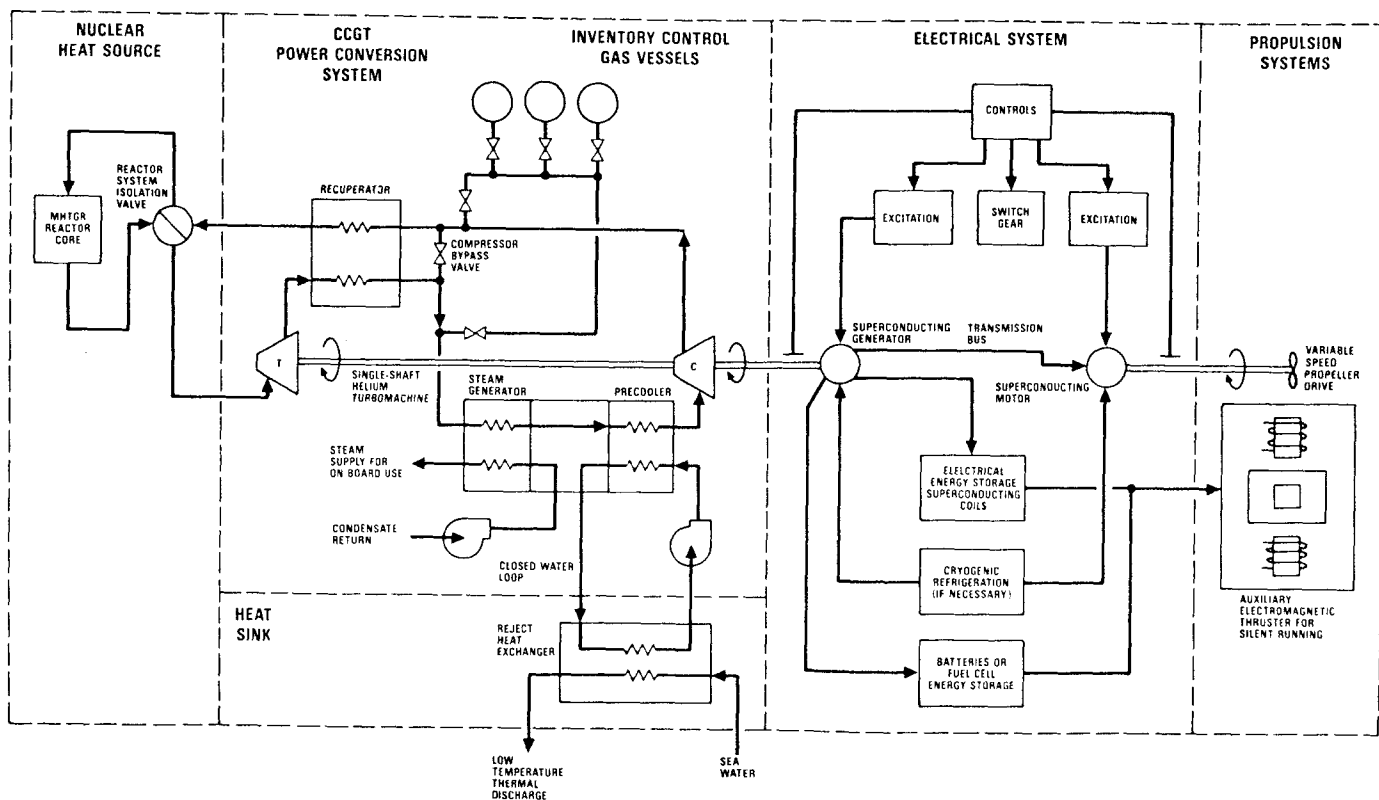 NUCLEAR
HEAT SOURCE
CCGT
POWER CONVERSION
SYSTEM
INVENTORY CONTROL
GAS VESSELS
ELECTRICAL SYSTEM
PROPULSION
SYSTEMS
REACTOR
SYSTEM
ISOLATION
VALVE
MHTGR
REACTOR
CORE
RECUPERATOR
COMPRESSOR
BYPASS
VALVE
CONTROLS
EXCITATION
SWITCH
GEAR
EXCITATION
T
SINGLE-SHAFT
HELIUM
TURBOMACHINE
C
SUPERCONDUCTING
GENERATOR
TRANSMISSION
BUS
SUPERCONDUCTING
MOTOR
VARIABLE
SPEED
PROPELLER
DRIVE
STEAM
GENERATOR
PRECOOLER
STEAM
SUPPLY FOR
ON BOARD USE
CONDENSATE
RETURN
CLOSED WATER
LOOP
ELELCTRICAL
ENERGY STORAGE
SUPERCONDUCTING
COILS
CRYOGENIC
REFRIGERATION
(IF NECESSARY)
BATTERIES OR
FUEL CELL
ENERGY STORAGE
AUXILIARY
ELECTROMAGNETIC
THRUSTER FOR
SILENT RUNNING
HEAT
SINK
REJECT
HEAT
EXCHANGER
LOW
TEMPERATURE
THERMAL
DISCHARGE
SEA
WATER